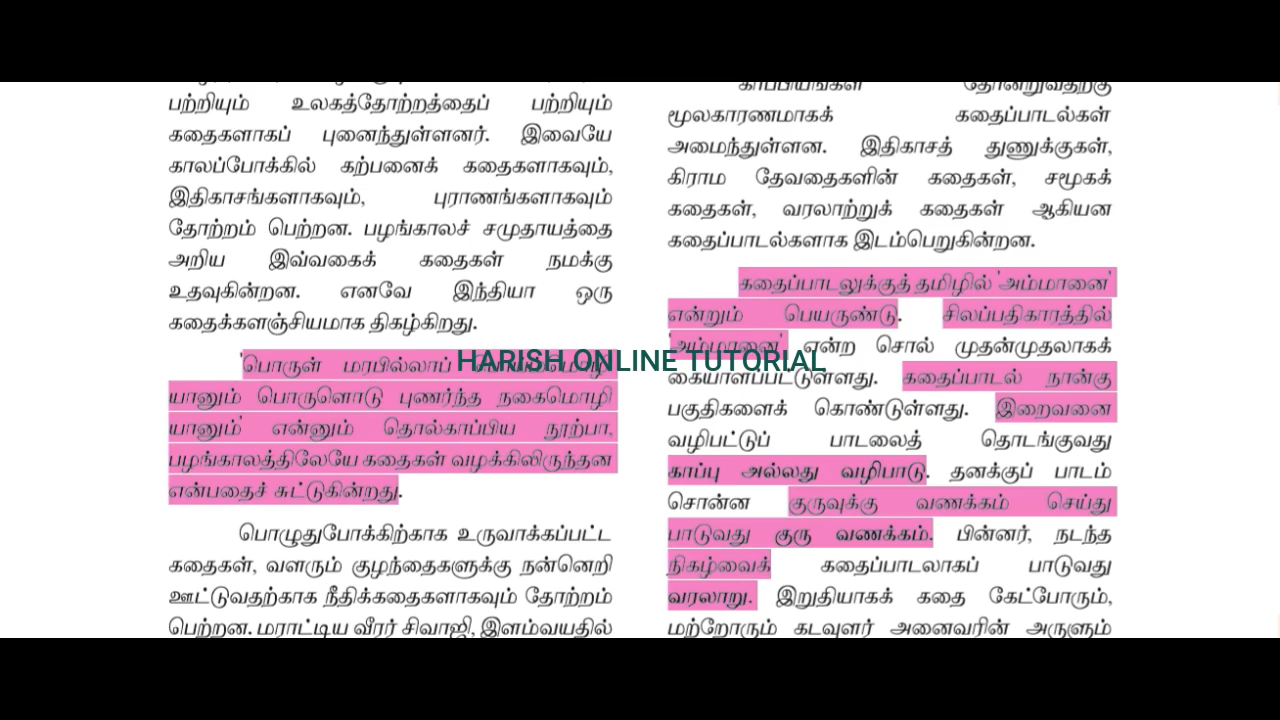 பற்றியும் உலகத்தோற்றத்தைப் பற்றியும்
கதைகளாகப் புனைந்துள்ளனர். இவையே
காலப்போக்கில் கற்பனைக் கதைகளாகவும்,
இதிகாசங்களாகவும், புராணங்களாகவும்
தோற்றம் பெற்றன. பழங்காலச் சமுதாயத்தை
அறிய இவ்வகைக் கதைகள் நமக்கு
உதவுகின்றன. எனவே இந்தியா ஒரு
கதைக்களஞ்சியமாக திகழ்கிறது.
'பொருள் மரபில்லாப்
யானும் பொருளொடு புணர்ந்த நகைமொழி
யானும்' என்னும் தொல்காப்பிய நூற்பா,
பழங்காலத்திலேயே கதைகள் வழக்கிலிருந்தன
என்பதைச் சுட்டுகின்றது.
பொழுதுபோக்கிற்காக உருவாக்கப்பட்ட
கதைகள், வளரும் குழந்தைகளுக்கு நன்னெறி
ஊட்டுவதற்காக நீதிக்கதைகளாகவும் தோற்றம்
பெற்றன. மராட்டிய வீரர் சிவாஜி, இளம்வயதில்
காப்பியங்கள் தோன்றுவதற்கு
மூலகாரணமாகக் கதைப்பாடல்கள்
அமைந்துள்ளன. இதிகாசத் துணுக்குகள்,
கிராம தேவதைகளின் கதைகள், சமூகக்
கதைகள், வரலாற்றுக் கதைகள் ஆகியன
கதைப்பாடல்களாக இடம்பெறுகின்றன.
கதைப்பாடலுக்குத் தமிழில் 'அம்மானை'
என்றும் பெயருண்டு. சிலப்பதிகாரத்தில்
'அம்மானை' என்ற சொல் முதன்முதலாகக்
கையாளப்பட்டுள்ளது. கதைப்பாடல் நான்கு
பகுதிகளைக் கொண்டுள்ளது. இறைவனை
வழிபட்டுப் பாடலைத் தொடங்குவது
காப்பு அல்லது வழிபாடு. தனக்குப் பாடம்
சொன்ன குருவுக்கு வணக்கம் செய்து
பாடுவது குரு வணக்கம். பின்னர், நடந்த
நிகழ்வைக் கதைப்பாடலாகப் பாடுவது
வரலாறு. இறுதியாகக் கதை கேட்போரும்,
மற்றோரும் கடவுளர் அனைவரின் அருளும்
HARISH ONLINE TUTORIAL